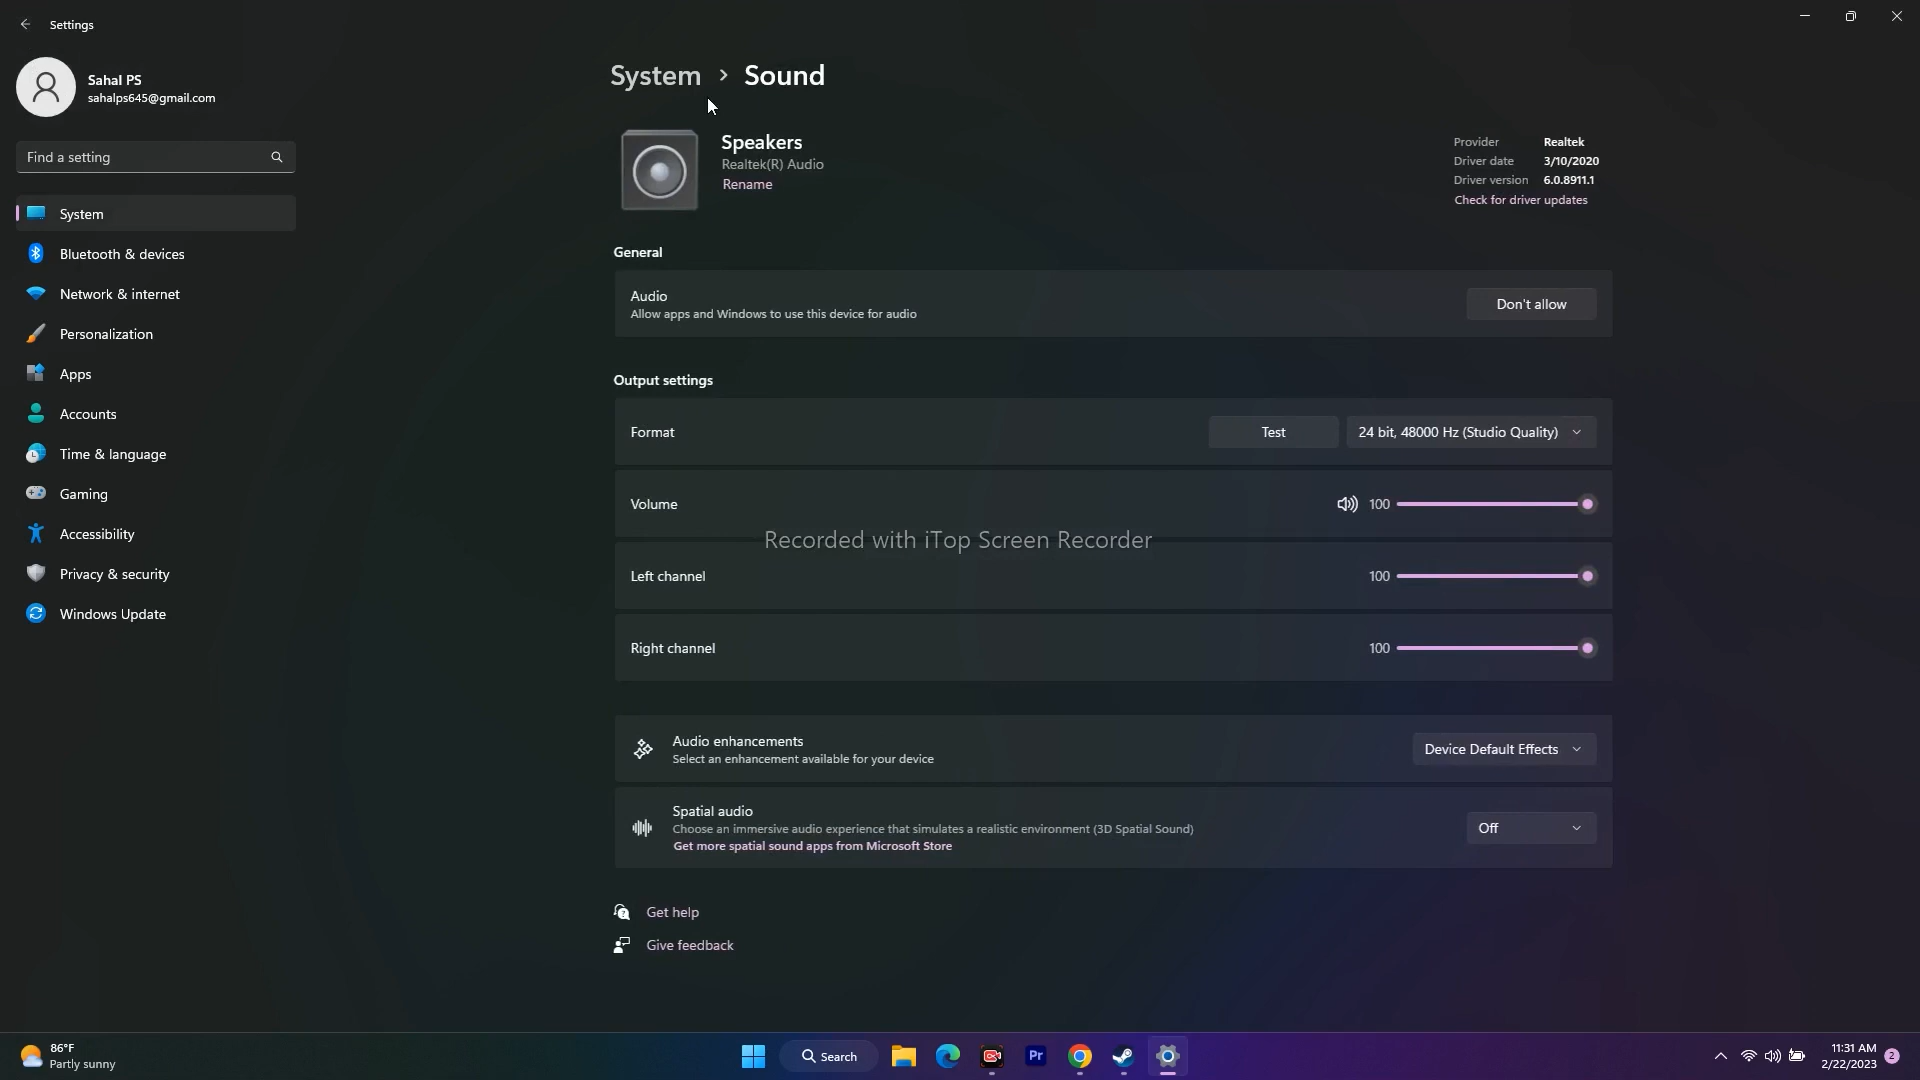 Settings
Sahal PS
sahalps645@gmail.com
Find a setting
System
Bluetooth & devices
Network & internet
Personalization
Apps
Accounts
Time & language
Gaming
Accessibility
Privacy & security
Windows Update
System > Sound
Speakers
Realtek(R) Audio
Rename
Provider Realtek
Driver date 3/10/2020
Driver version 6.0.8911.1
Check for driver updates
General
Audio
Allow apps and Windows to use this device for audio
Don't allow
Output settings
Format
Test
24 bit, 48000 Hz (Studio Quality)
Volume
100
Recorded with iTop Screen Recorder
Left channel
100
Right channel
100
Audio enhancements
Select an enhancement available for your device
Device Default Effects
Spatial audio
Choose an immersive audio experience that simulates a realistic environment (3D Spatial Sound)
Get more spatial sound apps from Microsoft Store
Off
Get help
Give feedback
86°F
Partly sunny
Search
Pr
11:31 AM
2/22/2023
2